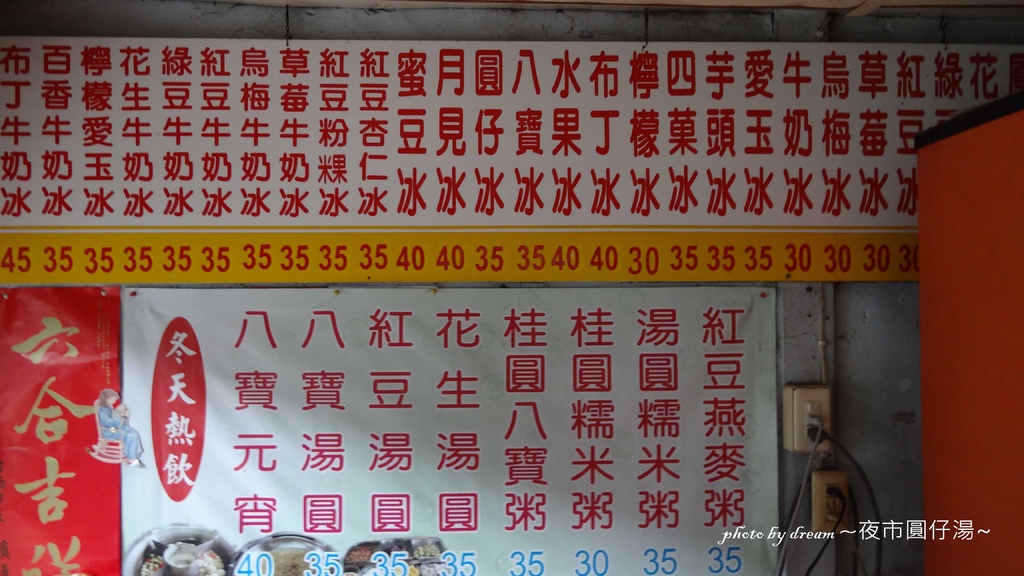 布丁牛奶冰
百香牛奶冰
檸檬愛玉冰
花生牛奶冰
綠豆牛奶冰
紅豆牛奶冰
烏梅牛奶冰
草莓牛奶冰
紅豆粉粿冰
紅豆杏仁冰
蜜豆冰
月見冰
圓仔冰
八寶冰
水果冰
布丁冰
檸檬冰
四菓冰
芋頭冰
愛玉冰
牛奶冰
烏梅冰
草莓冰
紅豆冰
綠豆
花
45 35 35 35 35 35 35 35 35 35 40 40 35 35 40 40 30 35 35 35 30 30 30 30
六合吉祥
冬天熱飲
八寶元宵
八寶湯圓
紅豆湯圓
花生湯圓
桂圓八寶粥
桂圓糯米粥
湯圓糯米粥
紅豆燕麥粥
40 35 35 35 35 30 35 35
photo by dream ～夜市圓仔湯～